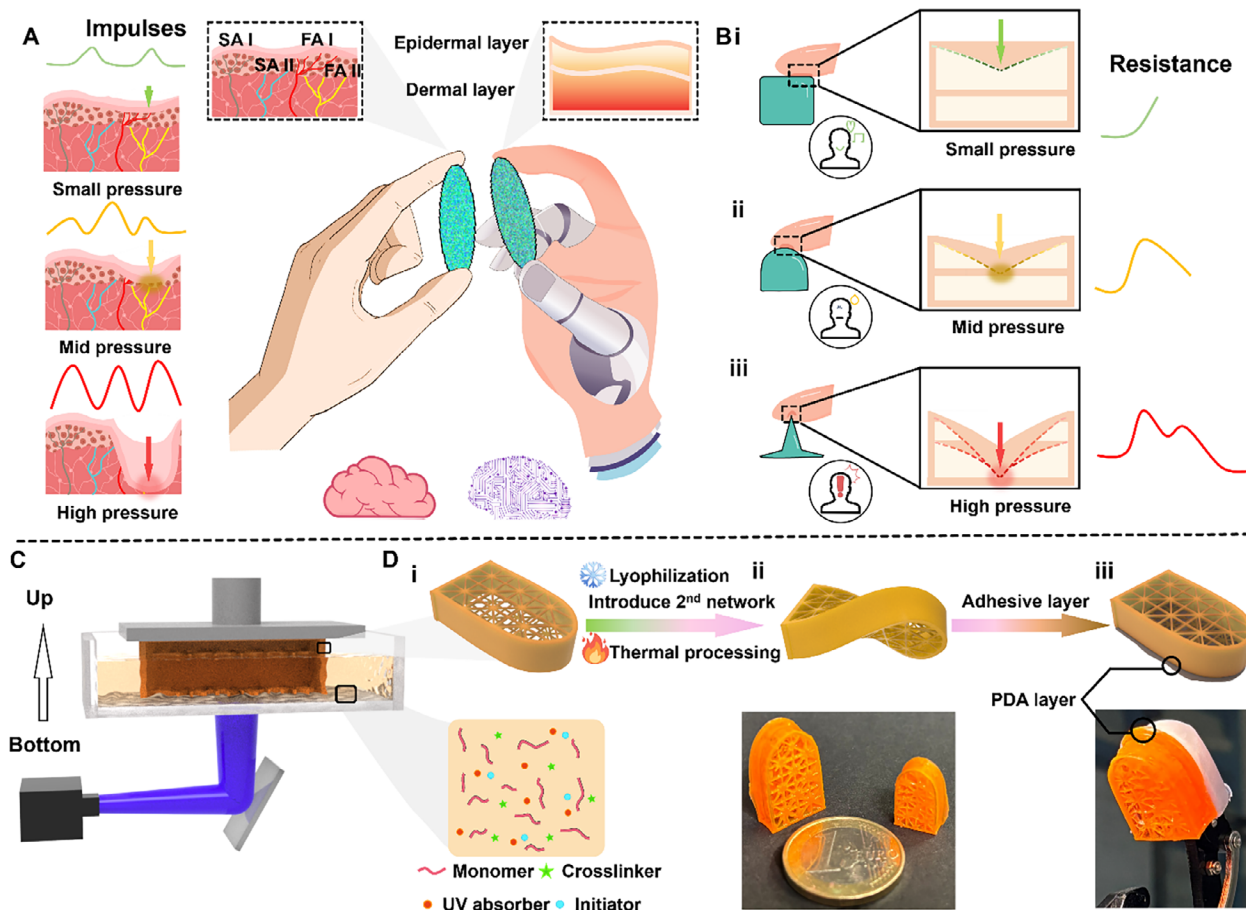 A
Impulses
Small pressure
Mid pressure
High pressure
SA I
FA I
SA II
FA II
Epidermal layer
Dermal layer
B i
Resistance
Small pressure
ii
Mid pressure
iii
High pressure
C
Up
Bottom
Monomer
Crosslinker
UV absorber
Initiator
D
i
Lyophilization
Introduce 2nd network
Thermal processing
ii
Adhesive layer
iii
PDA layer
1
EURO